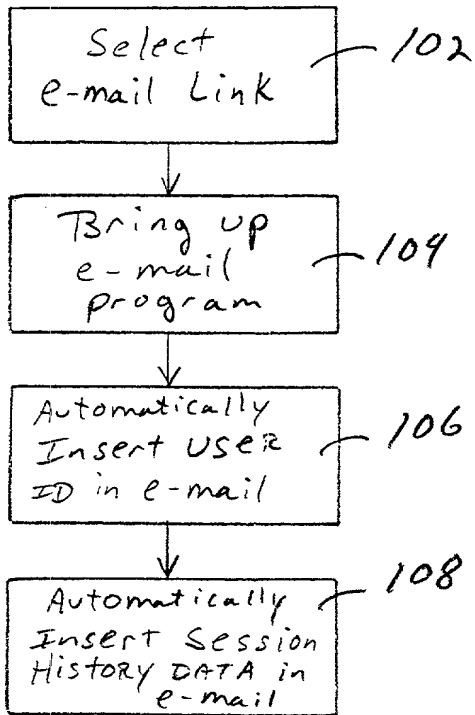 Select
e-mail Link
102
Bring up
e-mail
program
104
Automatically
Insert USER
ID in e-mail
106
Automatically
Insert Session
History DATA in
e-mail
108